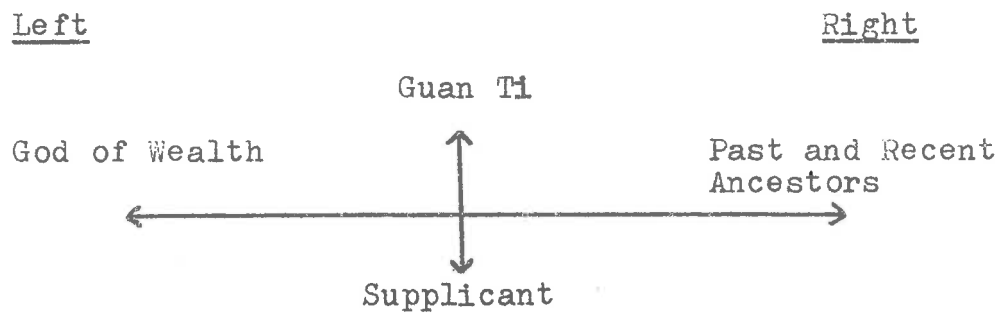 Left
Right
Guan Ti
God of Wealth
Past and Recent
Ancestors
Supplicant